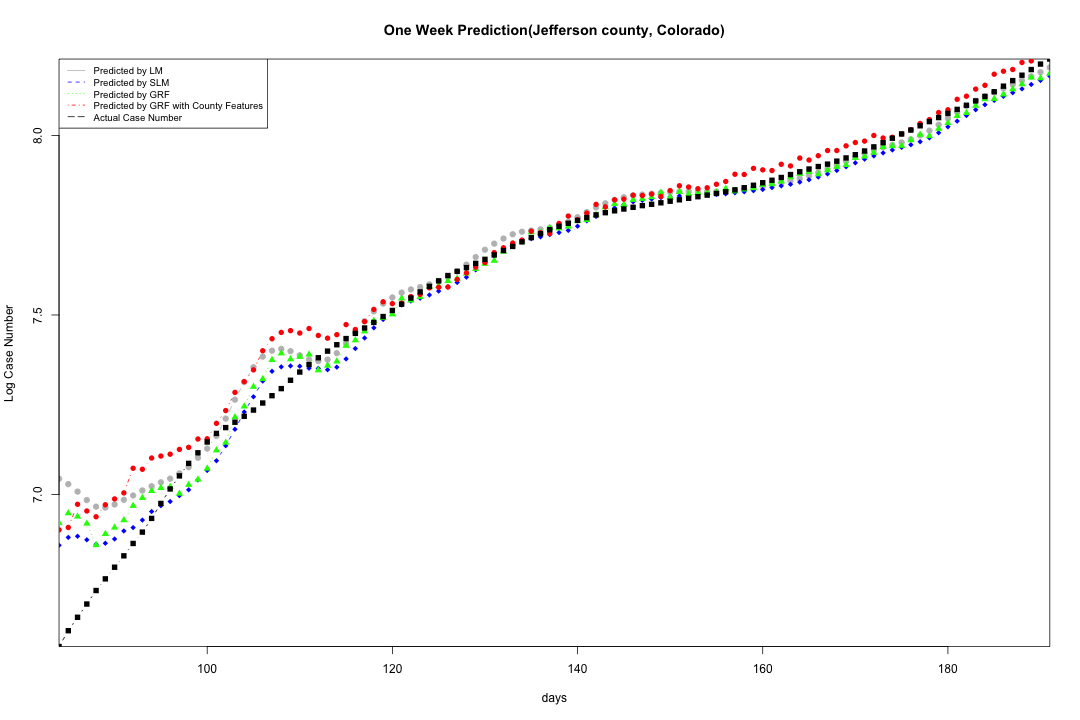 One Week Prediction(Jefferson county, Colorado)
Predicted by LM
Predicted by SLM
Predicted by GRF
Predicted by GRF with County Features
Actual Case Number
8.0
7.5
7.0
Log Case Number
100 120 140 160 180
days